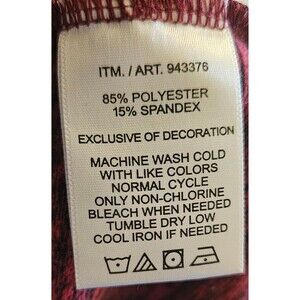 ITM. / ART. 943376
85% POLYESTER
15% SPANDEX
EXCLUSIVE OF DECORATION
MACHINE WASH COLD
WITH LIKE COLORS
NORMAL CYCLE
ONLY NON-CHLORINE
BLEACH WHEN NEEDED
TUMBLE DRY LOW
COOL IRON IF NEEDED